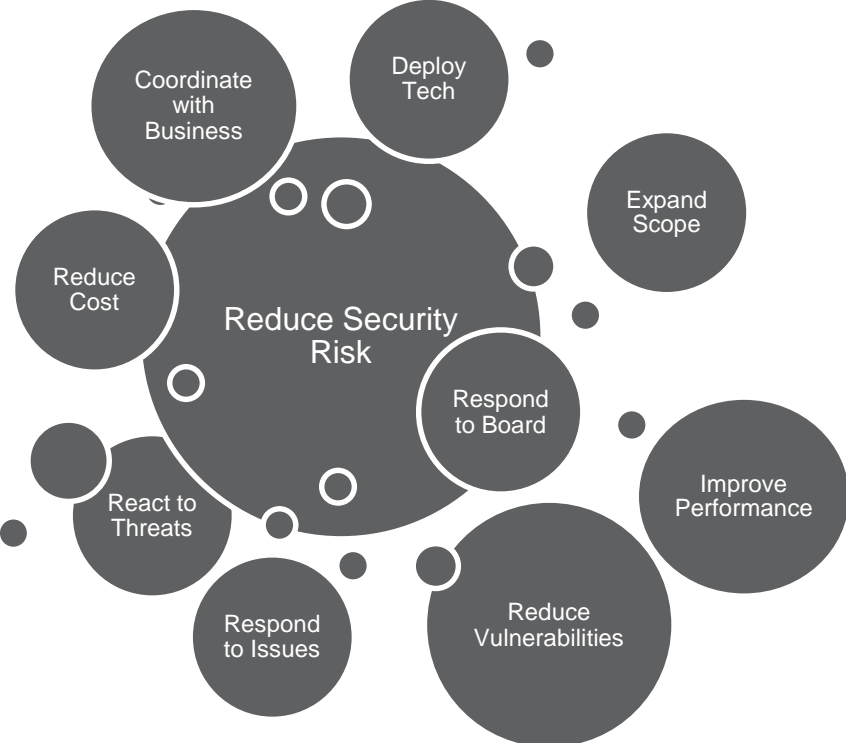 Coordinate
with
Business
Deploy
Tech
Expand
Scope
Reduce
Cost
Reduce Security
Risk
Respond
to Board
Improve
Performance
React to
Threats
Respond
to Issues
Reduce
Vulnerabilities